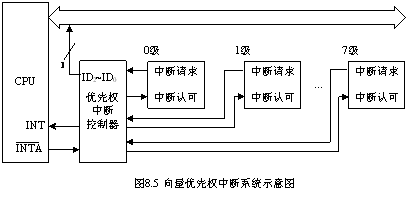 0级 1级 7级
CPU
ID₇~ID₀
优先权
中断
控制器
中断请求 中断请求 中断请求
中断认可 中断认可 … 中断认可
INT
INTA
图8.5 向量优先权中断系统示意图